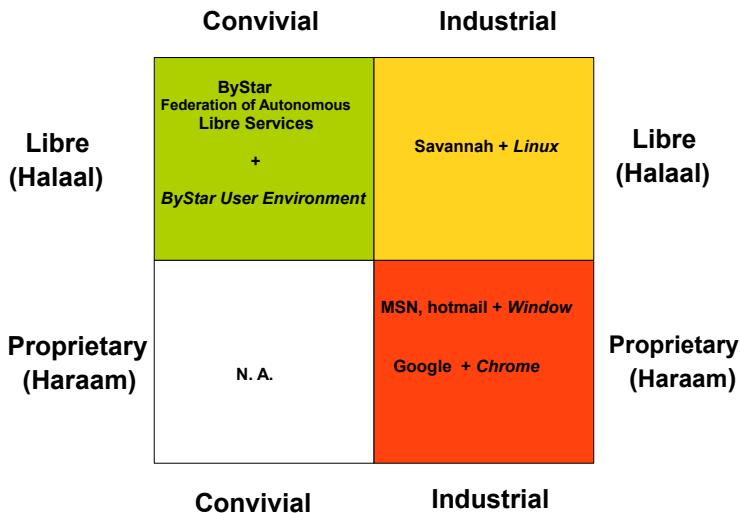 Convivial
Industrial
ByStar
Federation of Autonomous
Libre Services
+
ByStar User Environment
Savannah + Linux
Libre
(Halaal)
Libre
(Halaal)
MSN, hotmail + Window
Google + Chrome
N. A.
Proprietary
(Haraam)
Proprietary
(Haraam)
Convivial
Industrial